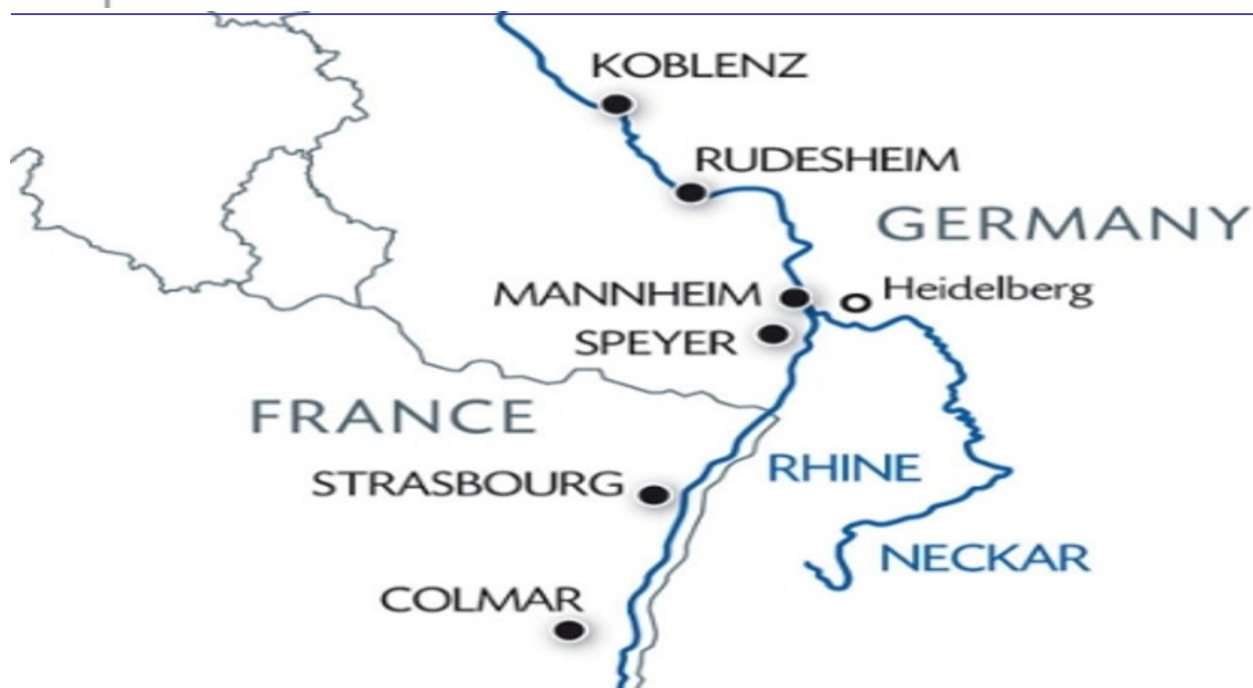 KOBLENZ
RUDESHEIM
GERMANY
MANNHEIM
Heidelberg
SPEYER
FRANCE
RHINE
STRASBOURG
NECKAR
COLMAR